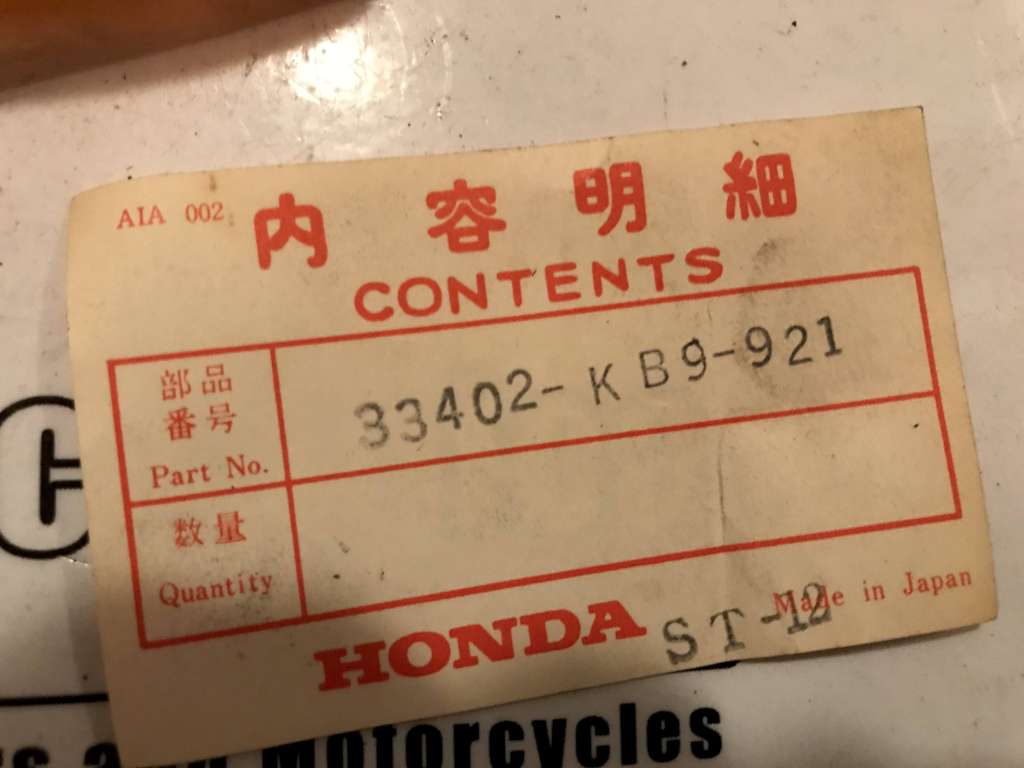 AIA 002
内容明細
CONTENTS
部品
番号
Part No.
33402-KB9-921
数量
Quantity
HONDA
ST-12
Made in Japan
and Motorcycles